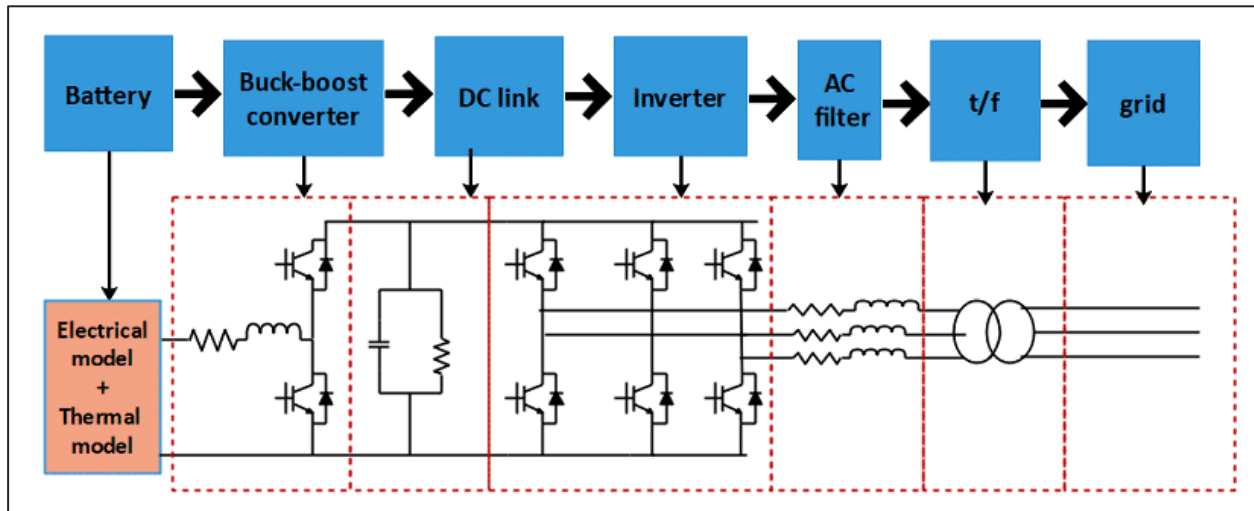 Battery
Buck-boost
converter
DC link
Inverter
AC
filter
t/f
grid
Electrical
model
+
Thermal
model